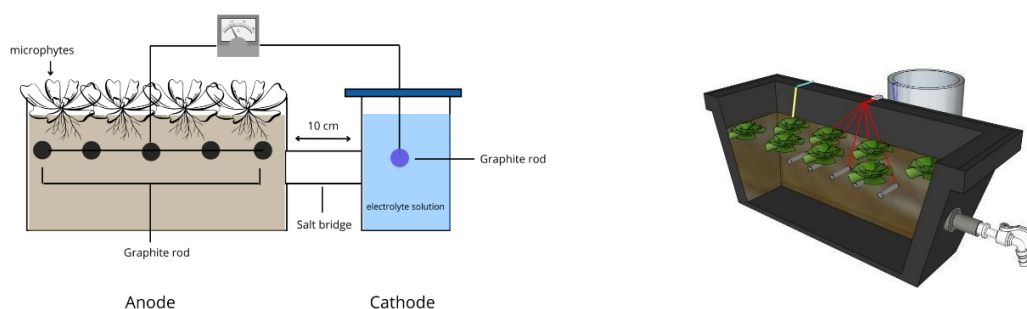 microphytes
10 cm
Graphite rod
electrolyte solution
Salt bridge
Graphite rod
Anode
Cathode